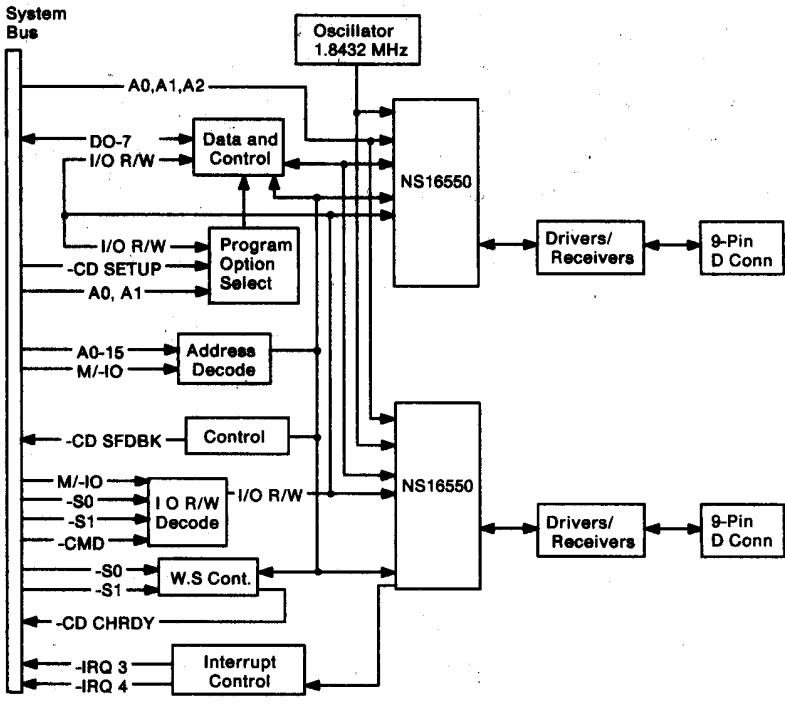 System
Bus
Oscillator
1.8432 MHz
A0,A1,A2
DO-7
I/O R/W
Data and
Control
NS16550
I/O R/W
-CD SETUP
A0, A1
Program
Option
Select
Drivers/
Receivers
9-Pin
D Conn
A0-15
M/-IO
Address
Decode
-CD SFDBK
Control
M/-IO
-S0
-S1
-CMD
I O R/W
Decode
I/O R/W
NS16550
Drivers/
Receivers
9-Pin
D Conn
-S0
-S1
W.S Cont.
-CD CHRDY
-IRQ 3
-IRQ 4
Interrupt
Control